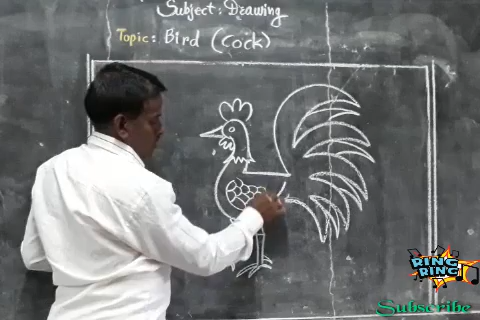 Subject: Drawing
Topic: Bird (Cock)
RING
RING
Subscribe